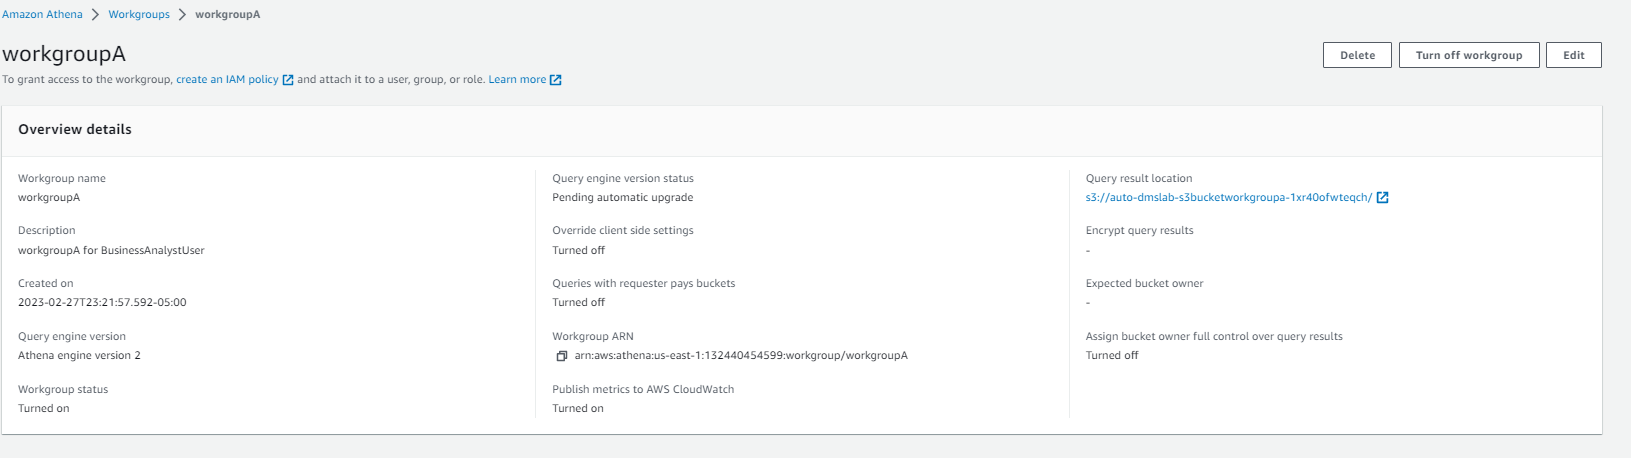 Amazon Athena > Workgroups > workgroupA
workgroupA
Delete
Turn off workgroup
Edit
To grant access to the workgroup, create an IAM policy and attach it to a user, group, or role. Learn more
Overview details
Workgroup name
workgroupA
Description
workgroupA for BusinessAnalystUser
Created on
2023-02-27T23:21:57.592-05:00
Query engine version
Athena engine version 2
Workgroup status
Turned on
Query engine version status
Pending automatic upgrade
Override client side settings
Turned off
Queries with requester pays buckets
Turned off
Workgroup ARN
arn:aws:athena:us-east-1:132440454599:workgroup/workgroupA
Publish metrics to AWS CloudWatch
Turned on
Query result location
s3://auto-dmslab-s3bucketworkgroupa-1xr40ofwteqch/
Encrypt query results
-
Expected bucket owner
-
Assign bucket owner full control over query results
Turned off